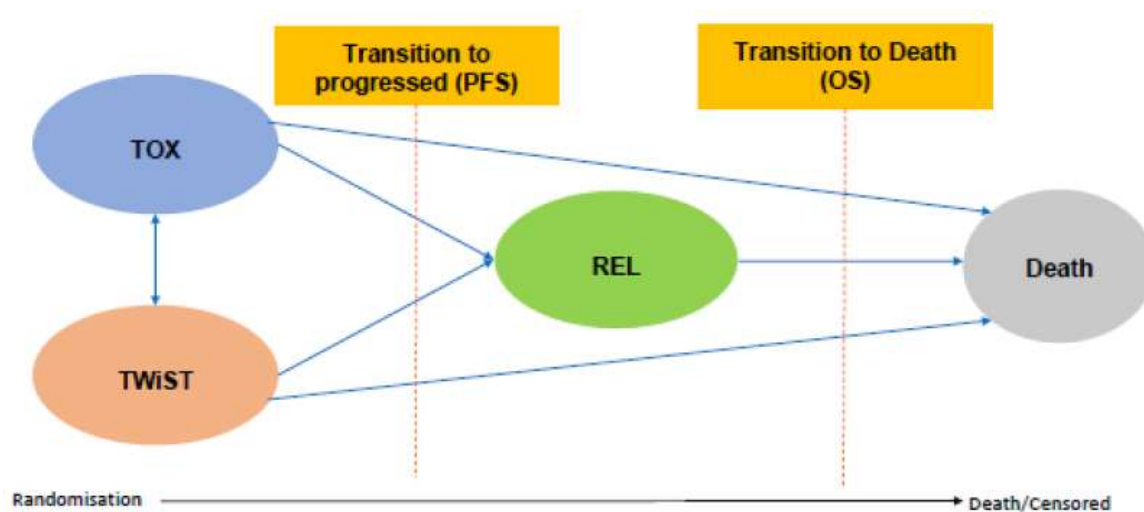 Transition to
progressed (PFS)
Transition to Death
(OS)
TOX
REL
Death
TWiST
Randomisation
Death/Censored